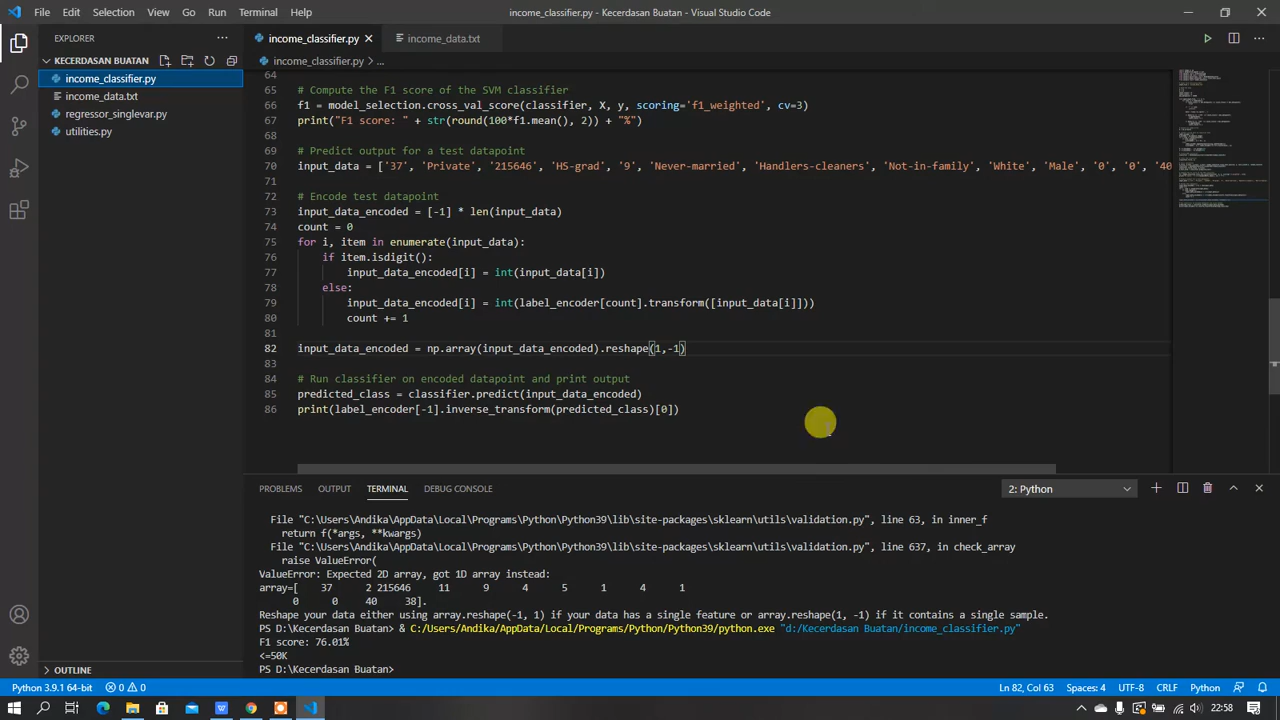 File Edit Selection View Go Run Terminal Help
income_classifier.py - Kecerdasan Buatan - Visual Studio Code
EXPLORER
KECERDASAN BUATAN
income_classifier.py
income_data.txt
regressor_singlevar.py
utilities.py
OUTLINE
income_classifier.py
income_data.txt
income_classifier.py > ...
64
65 # Compute the F1 score of the SVM classifier
66 f1 = model_selection.cross_val_score(classifier, X, y, scoring='f1_weighted', cv=3)
67 print("F1 score: " + str(round(100*f1.mean(), 2)) + "%")
68
69 # Predict output for a test datapoint
70 input_data = ['37', 'Private', '215646', 'HS-grad', '9', 'Never-married', 'Handlers-cleaners', 'Not-in-family', 'White', 'Male', '0', '0', '40
71
72 # Encode test datapoint
73 input_data_encoded = [-1] * len(input_data)
74 count = 0
75 for i, item in enumerate(input_data):
76 if item.isdigit():
77 input_data_encoded[i] = int(input_data[i])
78 else:
79 input_data_encoded[i] = int(label_encoder[count].transform([input_data[i]]))
80 count += 1
81
82 input_data_encoded = np.array(input_data_encoded).reshape(1,-1)
83
84 # Run classifier on encoded datapoint and print output
85 predicted_class = classifier.predict(input_data_encoded)
86 print(label_encoder[-1].inverse_transform(predicted_class)[0])
PROBLEMS OUTPUT TERMINAL DEBUG CONSOLE
2: Python
File "C:\Users\Andika\AppData\Local\Programs\Python\Python39\lib\site-packages\sklearn\utils\validation.py", line 63, in inner_f
return f(*args, **kwargs)
File "C:\Users\Andika\AppData\Local\Programs\Python\Python39\lib\site-packages\sklearn\utils\validation.py", line 637, in check_array
raise ValueError(
ValueError: Expected 2D array, got 1D array instead:
array=[ 37 2 215646 11 9 4 5 1 4 1
0 0 40 38].
Reshape your data either using array.reshape(-1, 1) if your data has a single feature or array.reshape(1, -1) if it contains a single sample.
PS D:\Kecerdasan Buatan> & C:/Users/Andika/AppData/Local/Programs/Python/Python39/python.exe "d:/Kecerdasan Buatan/income_classifier.py"
F1 score: 76.01%
<=50K
PS D:\Kecerdasan Buatan>
Python 3.9.1 64-bit 0 0
Ln 82, Col 63 Spaces: 4 UTF-8 CRLF Python
22:58